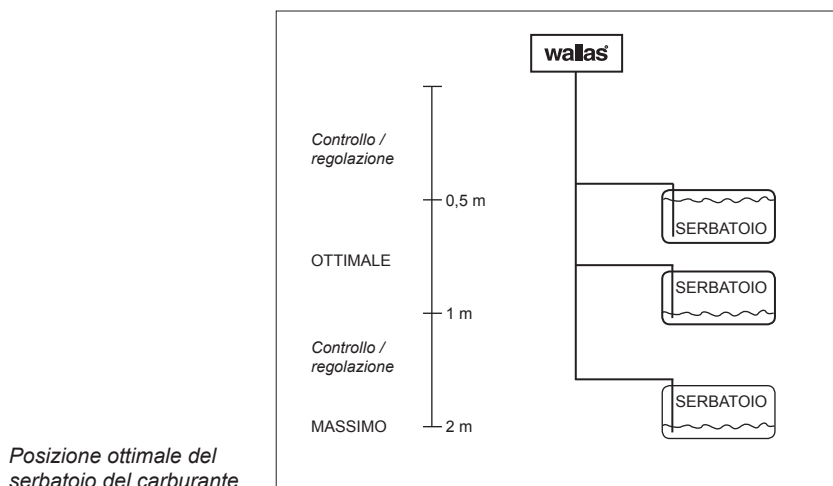 wallas
Controllo /
regolazione
0,5 m
SERBATOIO
OTTIMALE
SERBATOIO
1 m
Controllo /
regolazione
SERBATOIO
MASSIMO
2 m
Posizione ottimale del
serbatoio del carburante